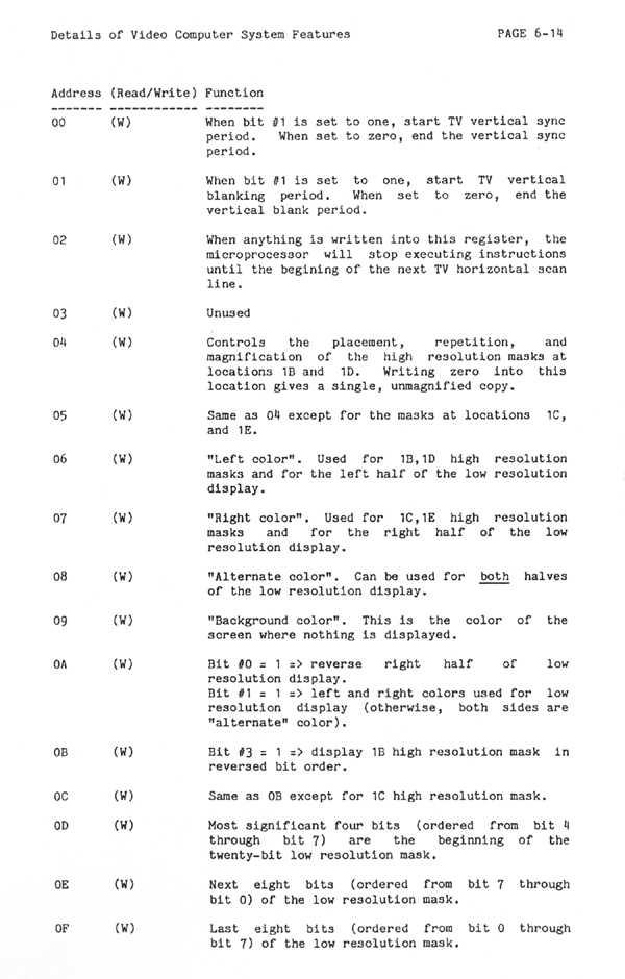 Details of Video Computer System Features PAGE 6-14
Address (Read/Write) Function
------- ------------ --------
00 (W) When bit #1 is set to one, start TV vertical sync
period. When set to zero, end the vertical sync
period.
01 (W) When bit #1 is set to one, start TV vertical
blanking period. When set to zero, end the
vertical blank period.
02 (W) When anything is written into this register, the
microprocessor will stop executing instructions
until the begining of the next TV horizontal scan
line.
03 (W) Unused
04 (W) Controls the placement, repetition, and
magnification of the high resolution masks at
locations 1B and 1D. Writing zero into this
location gives a single, unmagnified copy.
05 (W) Same as 04 except for the masks at locations 1C,
and 1E.
06 (W) "Left color". Used for 1B,1D high resolution
masks and for the left half of the low resolution
display.
07 (W) "Right color". Used for 1C,1E high resolution
masks and for the right half of the low
resolution display.
08 (W) "Alternate color". Can be used for both halves
of the low resolution display.
09 (W) "Background color". This is the color of the
screen where nothing is displayed.
0A (W) Bit #0 = 1 => reverse right half of low
resolution display.
Bit #1 = 1 => left and right colors used for low
resolution display (otherwise, both sides are
"alternate" color).
0B (W) Bit #3 = 1 => display 1B high resolution mask in
reversed bit order.
0C (W) Same as 0B except for 1C high resolution mask.
0D (W) Most significant four bits (ordered from bit 4
through bit 7) are the beginning of the
twenty-bit low resolution mask.
0E (W) Next eight bits (ordered from bit 7 through
bit 0) of the low resolution mask.
0F (W) Last eight bits (ordered from bit 0 through
bit 7) of the low resolution mask.